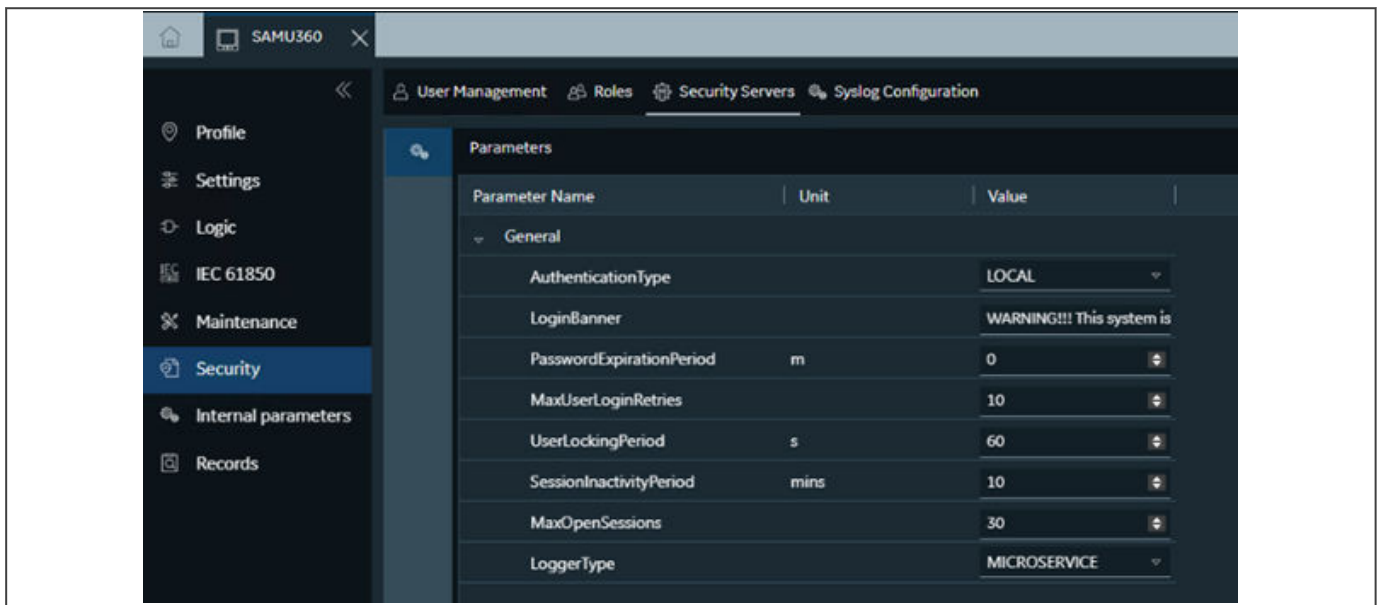 SAMU360
User Management Roles Security Servers Syslog Configuration
Profile
Settings
Logic
IEC 61850
Maintenance
Security
Internal parameters
Records
Parameters
Parameter Name Unit Value
General
AuthenticationType LOCAL
LoginBanner WARNING!!! This system is
PasswordExpirationPeriod m 0
MaxUserLoginRetries 10
UserLockingPeriod s 60
SessionInactivityPeriod mins 10
MaxOpenSessions 30
LoggerType MICROSERVICE